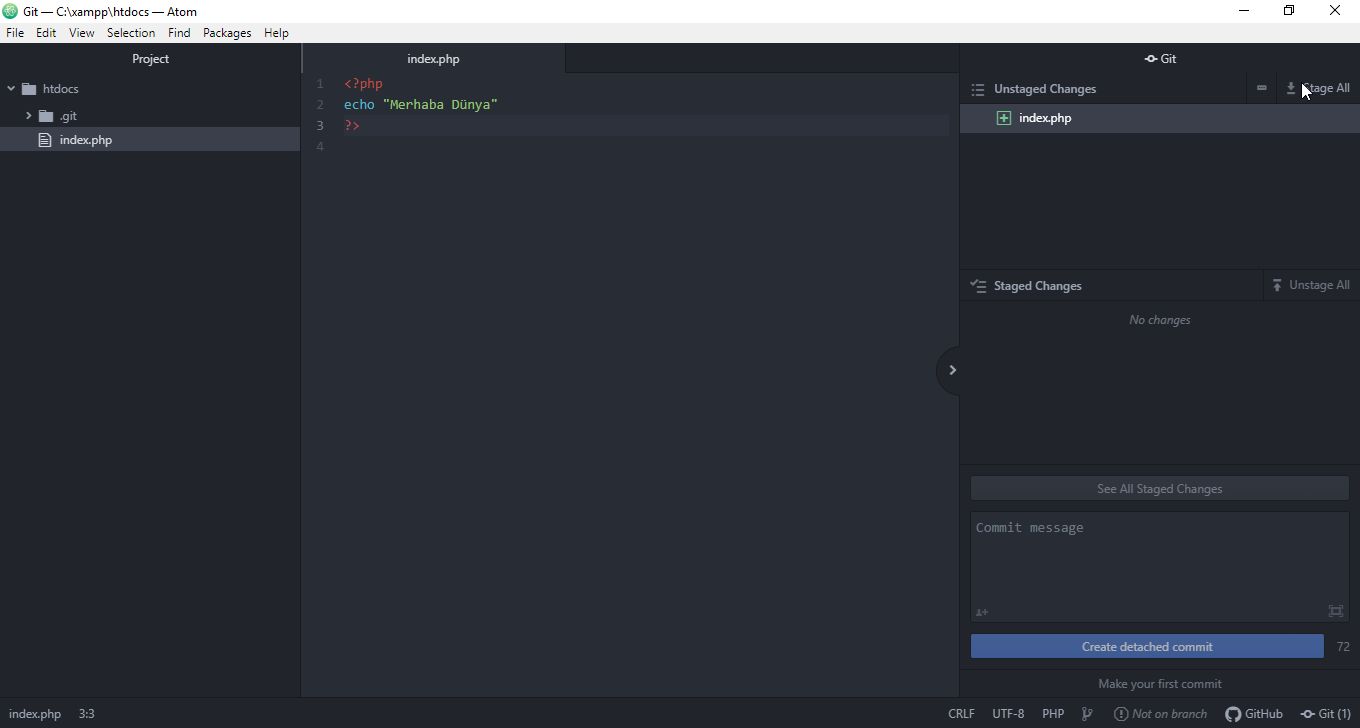 Git — C:\xampp\htdocs — Atom
File Edit View Selection Find Packages Help
Project
htdocs
.git
index.php
index.php
1 <?php
2 echo "Merhaba Dünya"
3 ?>
4
Git
Unstaged Changes
Stage All
index.php
Staged Changes
Unstage All
No changes
See All Staged Changes
Commit message
Create detached commit 72
Make your first commit
index.php 3:3 CRLF UTF-8 PHP Not on branch GitHub Git (1)